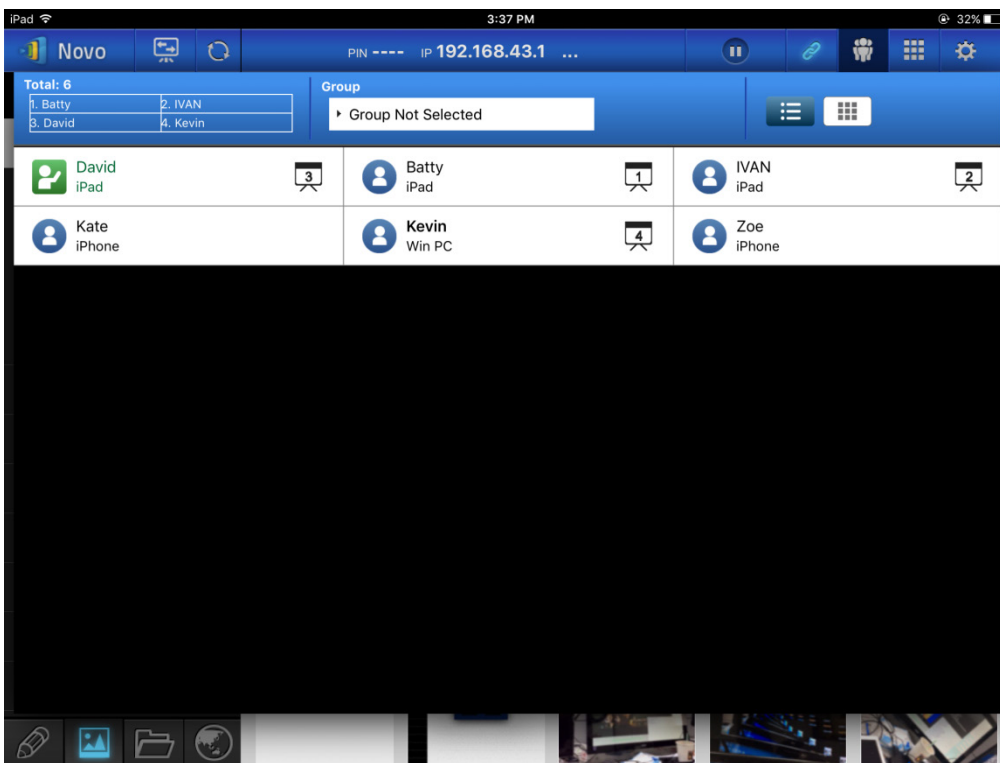 iPad 3:37 PM 32%
Novo PIN ---- IP 192.168.43.1 ...
Total: 6
1. Batty 2. IVAN
3. David 4. Kevin
Group
Group Not Selected
David
iPad
3
Batty
iPad
1
IVAN
iPad
2
Kate
iPhone
Kevin
Win PC
4
Zoe
iPhone